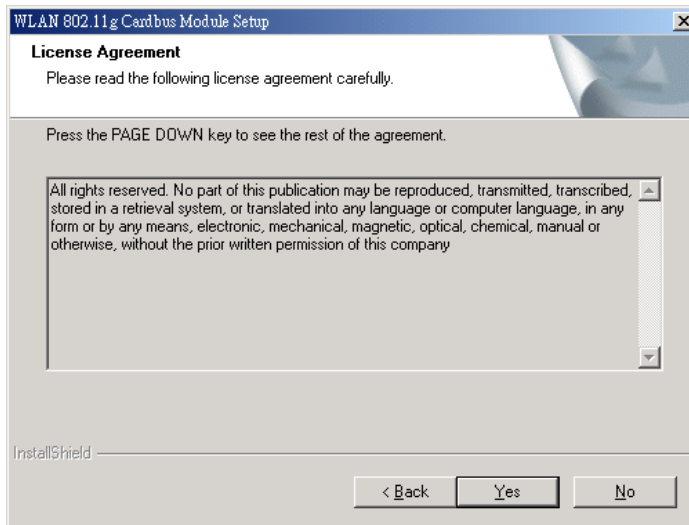 WLAN 802.11g Cardbus Module Setup
License Agreement
Please read the following license agreement carefully.
Press the PAGE DOWN key to see the rest of the agreement.
All rights reserved. No part of this publication may be reproduced, transmitted, transcribed,
stored in a retrieval system, or translated into any language or computer language, in any
form or by any means, electronic, mechanical, magnetic, optical, chemical, manual or
otherwise, without the prior written permission of this company
InstallShield
< Back
Yes
No